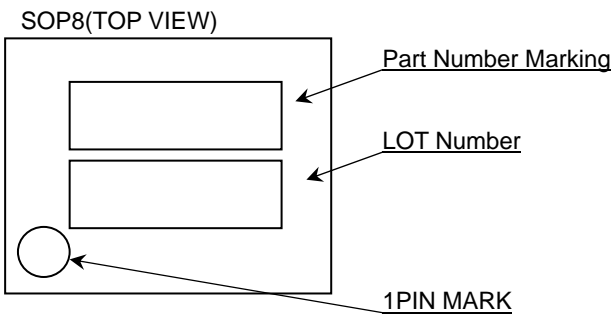 SOP8(TOP VIEW)
Part Number Marking
LOT Number
1PIN MARK